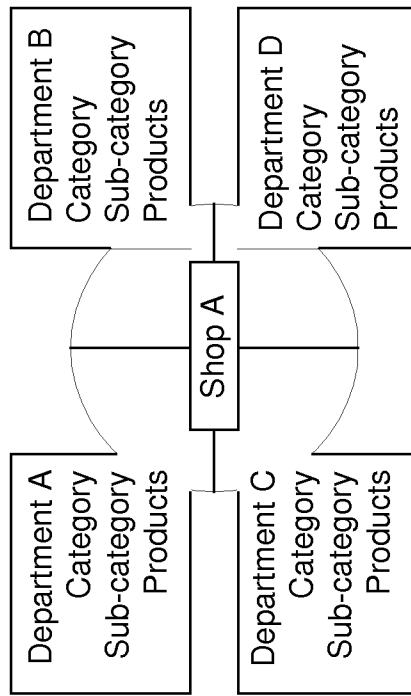 Department A
Category
Sub-category
Products
Department B
Category
Sub-category
Products
Shop A
Department C
Category
Sub-category
Products
Department D
Category
Sub-category
Products